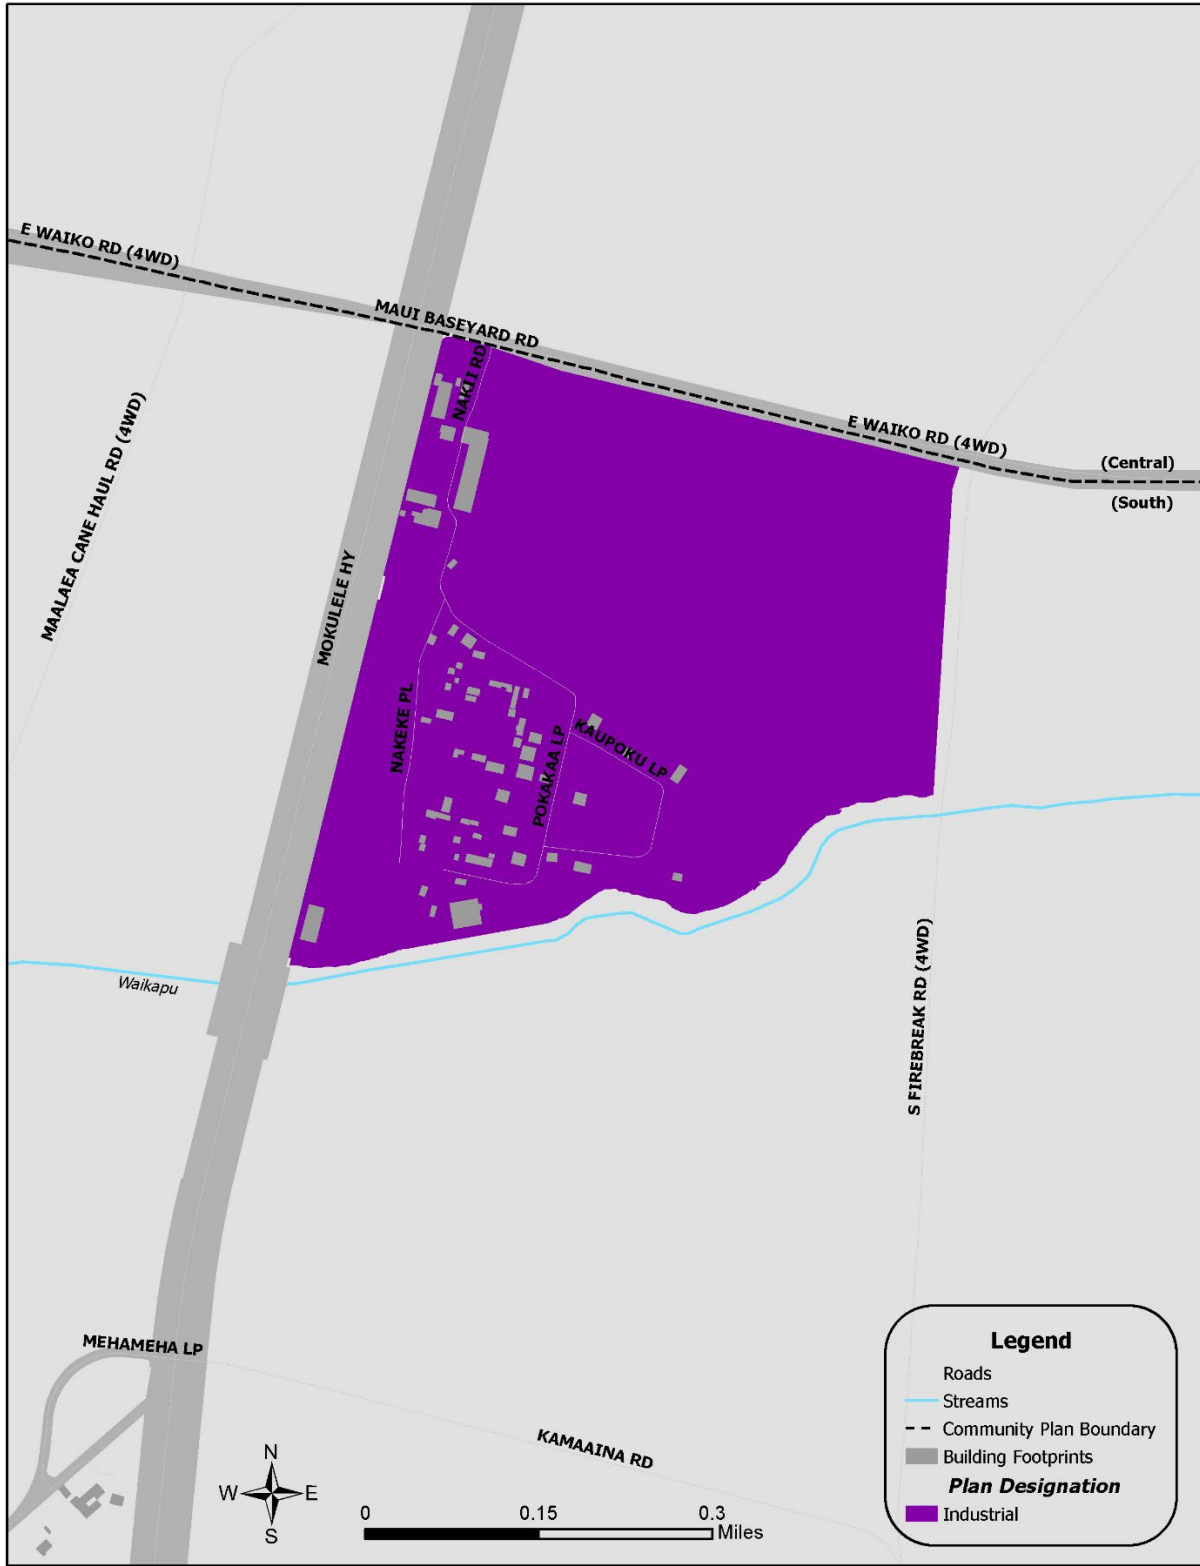 E WAIKO RD (4WD)
MAUI BASEYARD RD
NAKII RD
E WAIKO RD (4WD)
(Central)
(South)
MAALAEA CANE HAUL RD (4WD)
MOKULELE HY
NAKEKE PL
POKAKAA LP
KAUPOKU LP
Waikapu
S FIREBREAK RD (4WD)
MEHAMEHA LP
KAMAAINA RD
N
W
E
S
0
0.15
0.3
Miles
Legend
Roads
Streams
Community Plan Boundary
Building Footprints
Plan Designation
Industrial